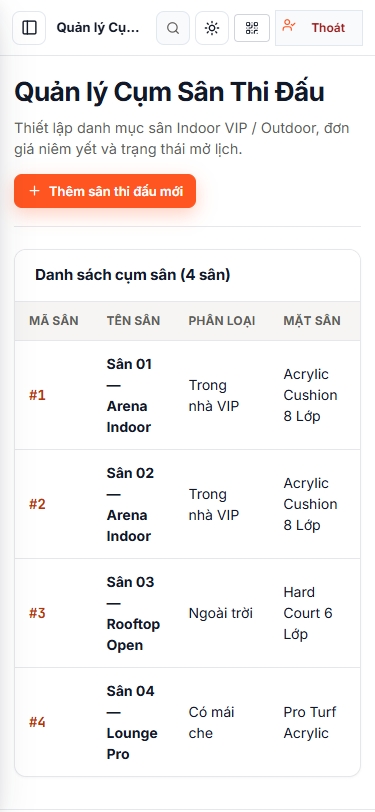 Quản lý Cụ...
Thoát
Quản lý Cụm Sân Thi Đấu
Thiết lập danh mục sân Indoor VIP / Outdoor, đơn
giá niêm yết và trạng thái mở lịch.
+ Thêm sân thi đấu mới
Danh sách cụm sân (4 sân)
MÃ SÂN TÊN SÂN PHÂN LOẠI MẶT SÂN
#1
Sân 01
—
Arena
Indoor
Trong
nhà VIP
Acrylic
Cushion
8 Lớp
#2
Sân 02
—
Arena
Indoor
Trong
nhà VIP
Acrylic
Cushion
8 Lớp
#3
Sân 03
—
Rooftop
Open
Ngoài trời
Hard
Court 6
Lớp
#4
Sân 04
—
Lounge
Pro
Có mái
che
Pro Turf
Acrylic